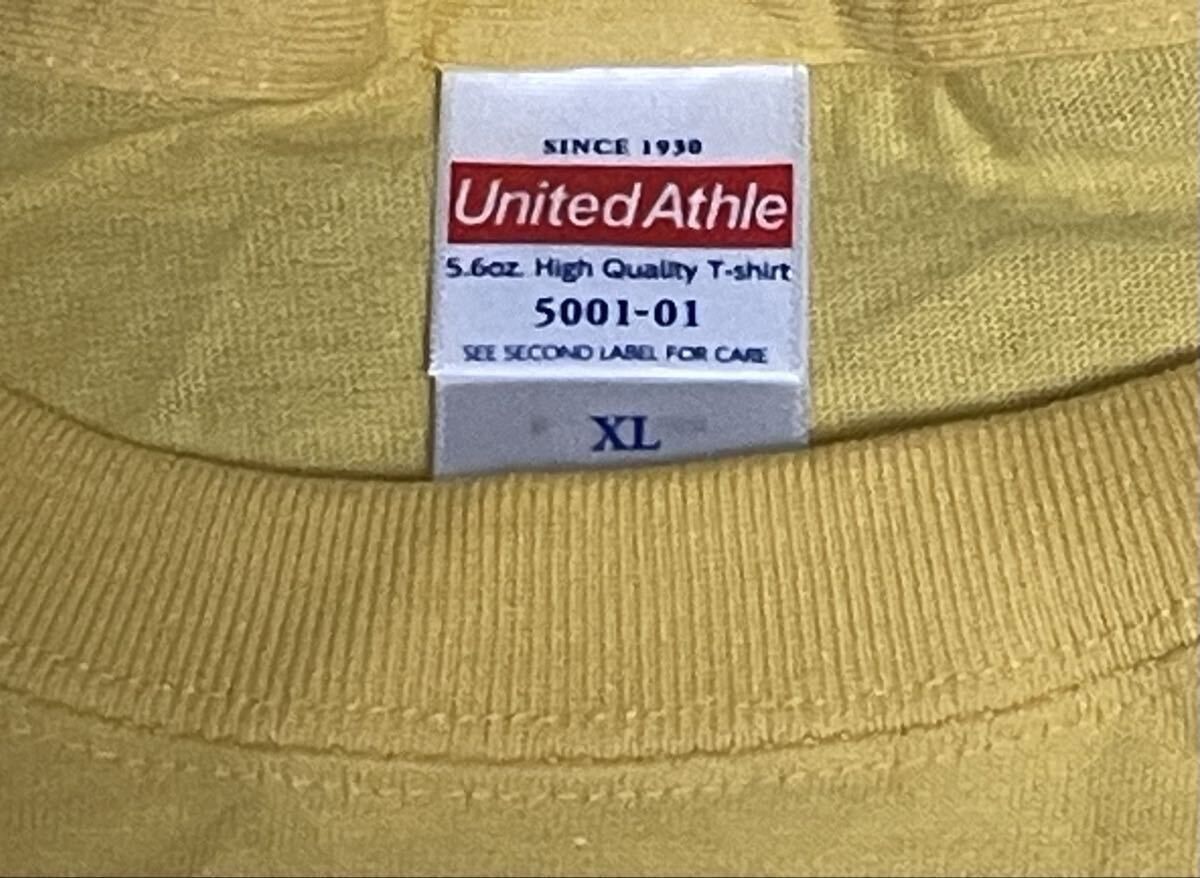 SINCE 1930
United Athle
5.6oz. High Quality T-shirt
5001-01
SEE SECOND LABEL FOR CARE
XL